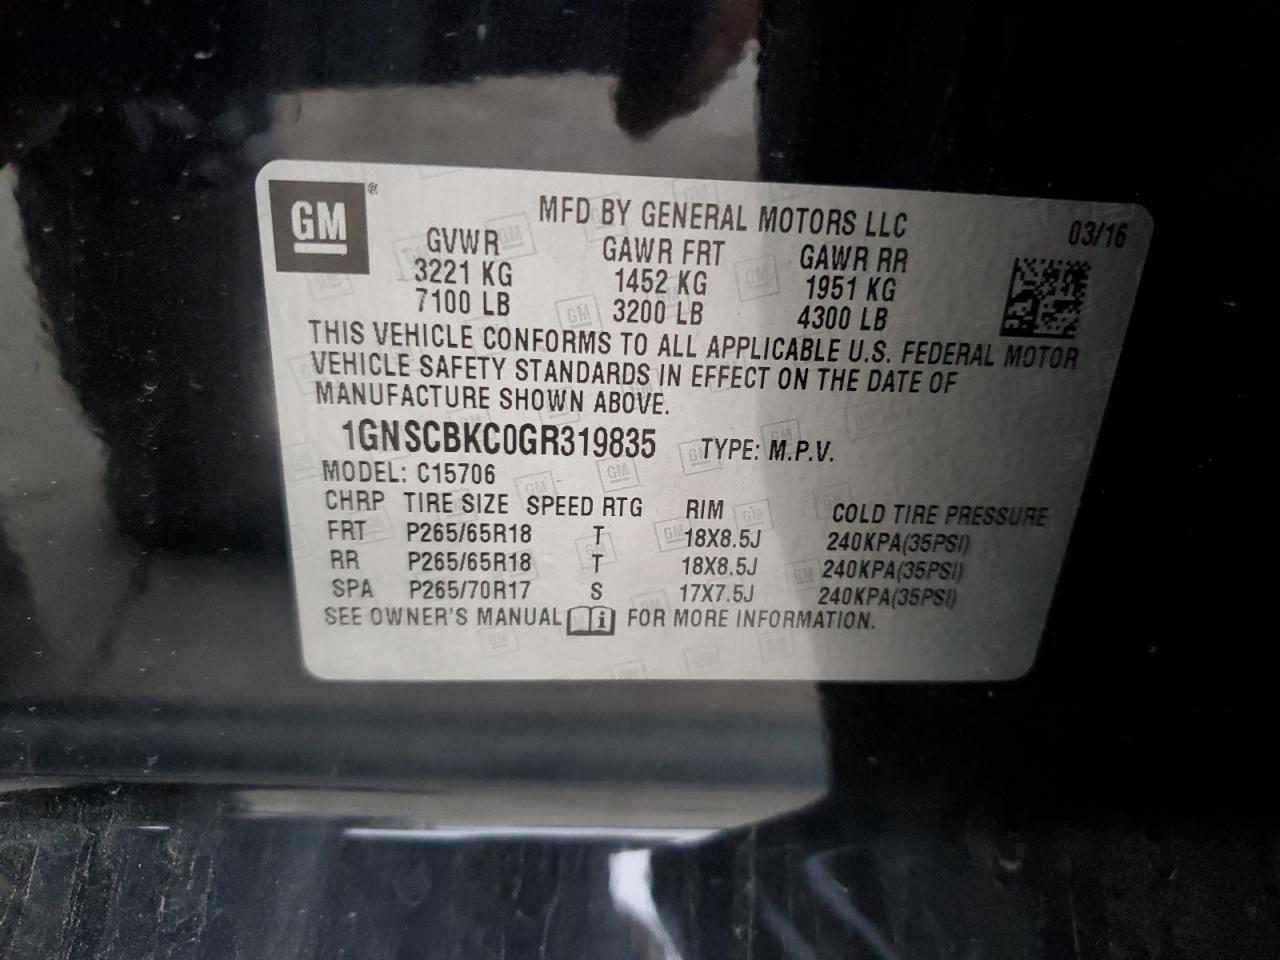 GM®
MFD BY GENERAL MOTORS LLC 03/16
GVWR GAWR FRT GAWR RR
3221 KG 1452 KG 1951 KG
7100 LB 3200 LB 4300 LB
THIS VEHICLE CONFORMS TO ALL APPLICABLE U.S. FEDERAL MOTOR
VEHICLE SAFETY STANDARDS IN EFFECT ON THE DATE OF
MANUFACTURE SHOWN ABOVE.
1GNSCBKC0GR319835 TYPE: M.P.V.
MODEL: C15706
CHRP TIRE SIZE SPEED RTG RIM COLD TIRE PRESSURE
FRT P265/65R18 T 18X8.5J 240KPA(35PSI)
RR P265/65R18 T 18X8.5J 240KPA(35PSI)
SPA P265/70R17 S 17X7.5J 240KPA(35PSI)
SEE OWNER'S MANUAL i FOR MORE INFORMATION.